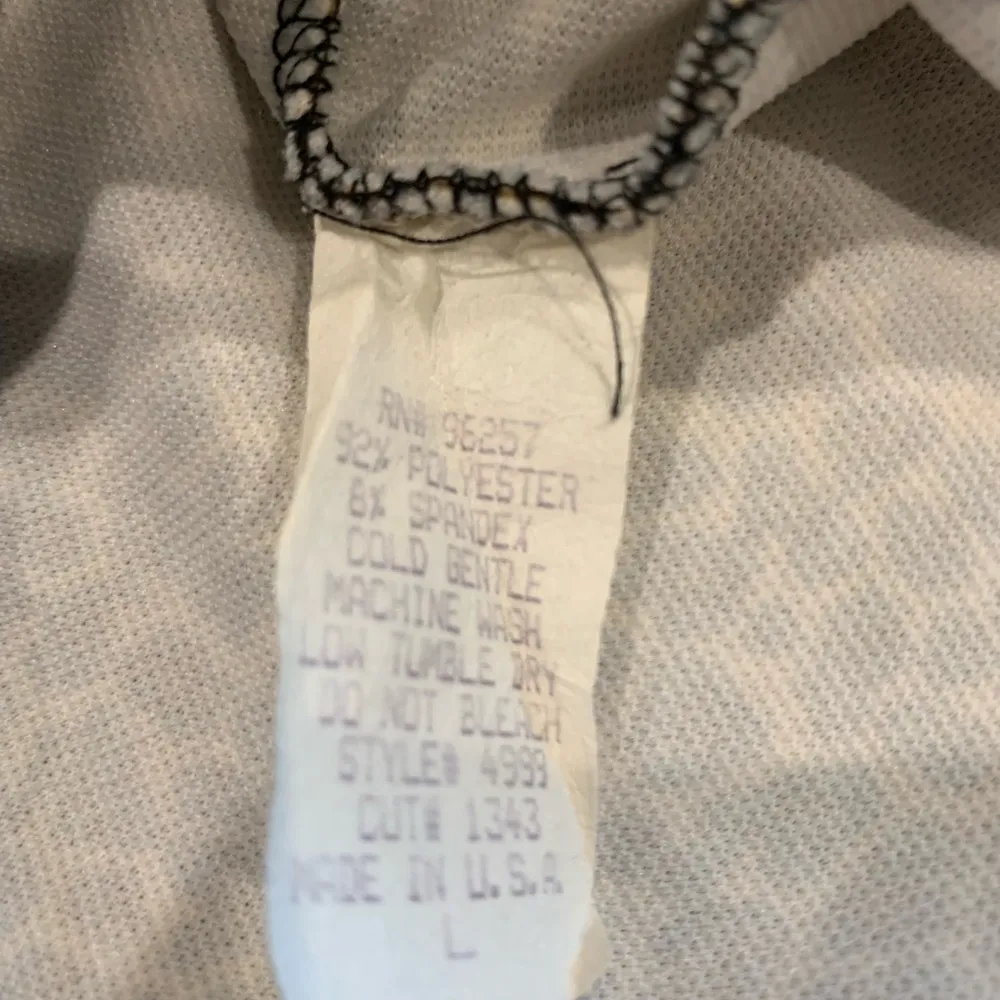 RN# 96257
92% POLYESTER
8% SPANDEX
COLD GENTLE
MACHINE WASH
LOW TUMBLE DRY
DO NOT BLEACH
STYLE# 4999
CUT# 1343
MADE IN U.S.A.
L